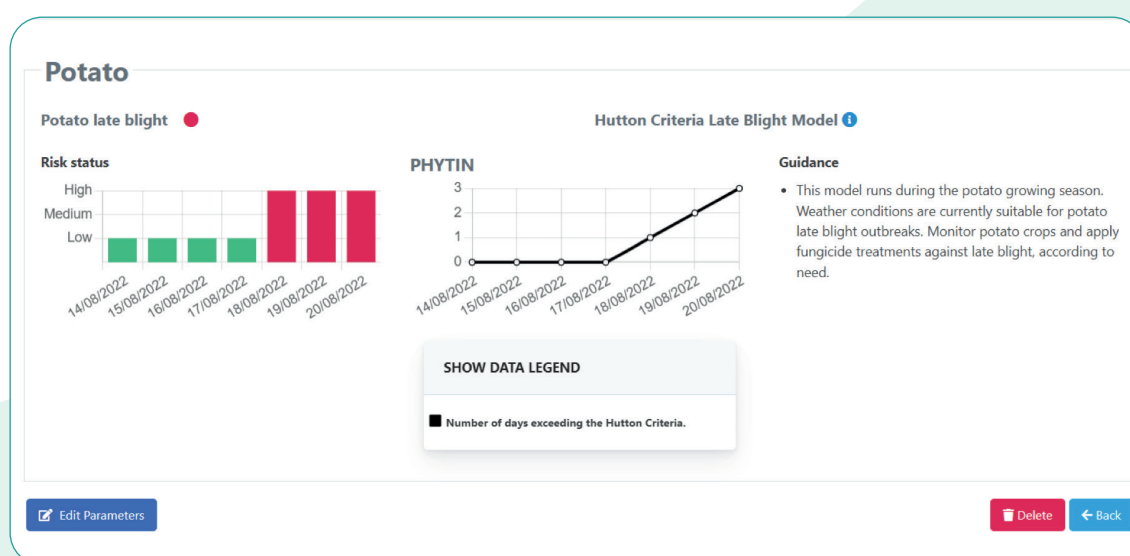 Potato
Potato late blight
Hutton Criteria Late Blight Model
Risk status
High
Medium
Low
14/08/2022
15/08/2022
16/08/2022
17/08/2022
18/08/2022
19/08/2022
20/08/2022
PHYTIN
3
2
1
0
14/08/2022
15/08/2022
16/08/2022
17/08/2022
18/08/2022
19/08/2022
20/08/2022
SHOW DATA LEGEND
Number of days exceeding the Hutton Criteria.
Guidance
• This model runs during the potato growing season.
Weather conditions are currently suitable for potato
late blight outbreaks. Monitor potato crops and apply
fungicide treatments against late blight, according to
need.
Edit Parameters
Delete
Back